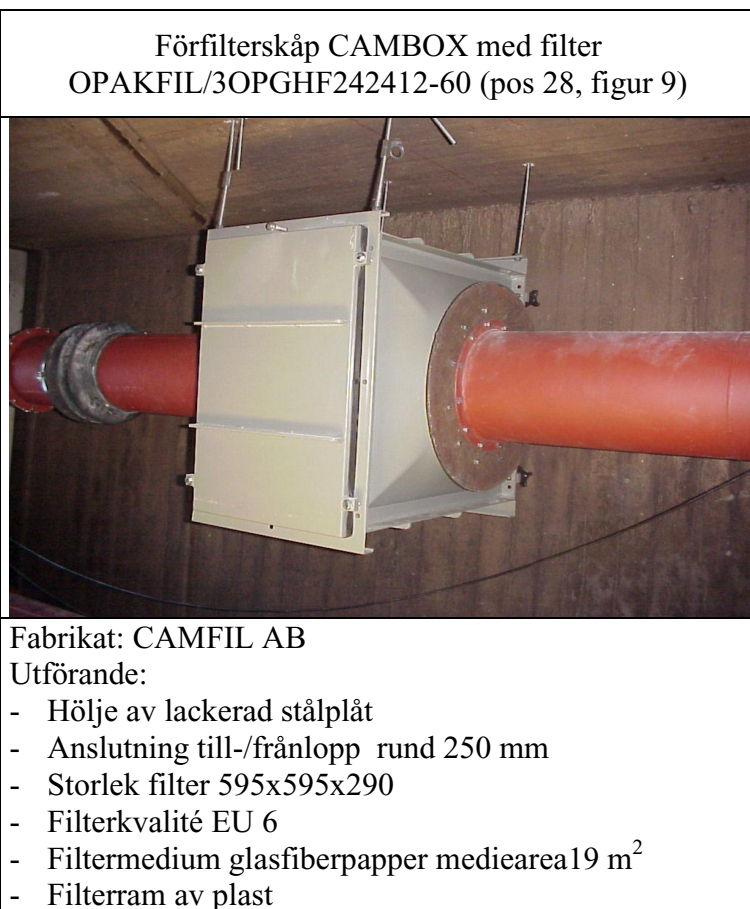 Förfilterskåp CAMBOX med filter
OPAKFIL/3OPGHF242412-60 (pos 28, figur 9)
Fabrikat: CAMFIL AB
Utförande:
- Hölje av lackerad stålplåt
- Anslutning till-/frånlopp  rund 250 mm
- Storlek filter 595x595x290
- Filterkvalité EU 6
- Filtermedium glasfiberpapper mediearea19 m²
- Filterram av plast